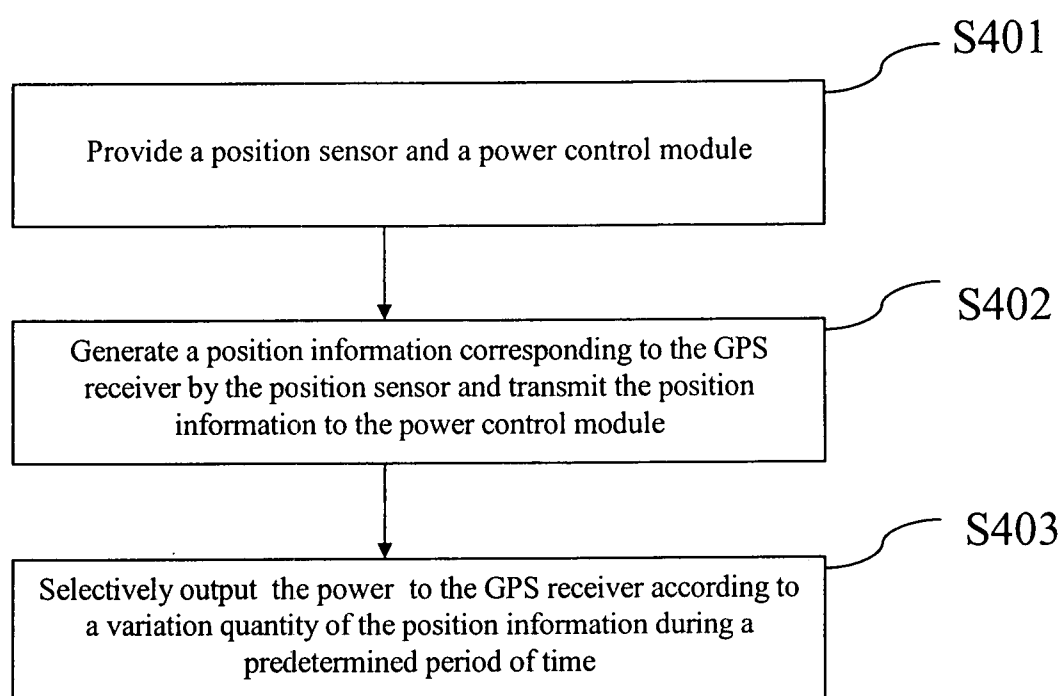 S401
Provide a position sensor and a power control module
S402
Generate a position information corresponding to the GPS
receiver by the position sensor and transmit the position
information to the power control module
S403
Selectively output the power to the GPS receiver according to
a variation quantity of the position information during a
predetermined period of time